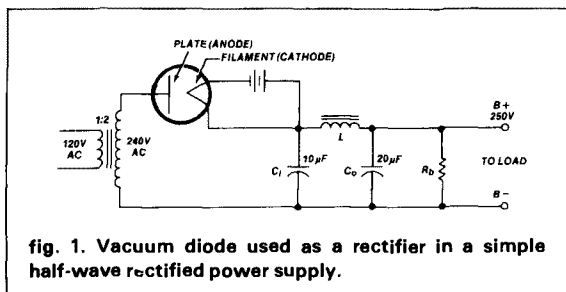 PLATE (ANODE)
FILAMENT (CATHODE)
1:2
120V
AC
240V
AC
10µF
C₁
L
20µF
Cₒ
R_b
B+
250V
TO LOAD
B-
fig. 1. Vacuum diode used as a rectifier in a simple
half-wave rectified power supply.